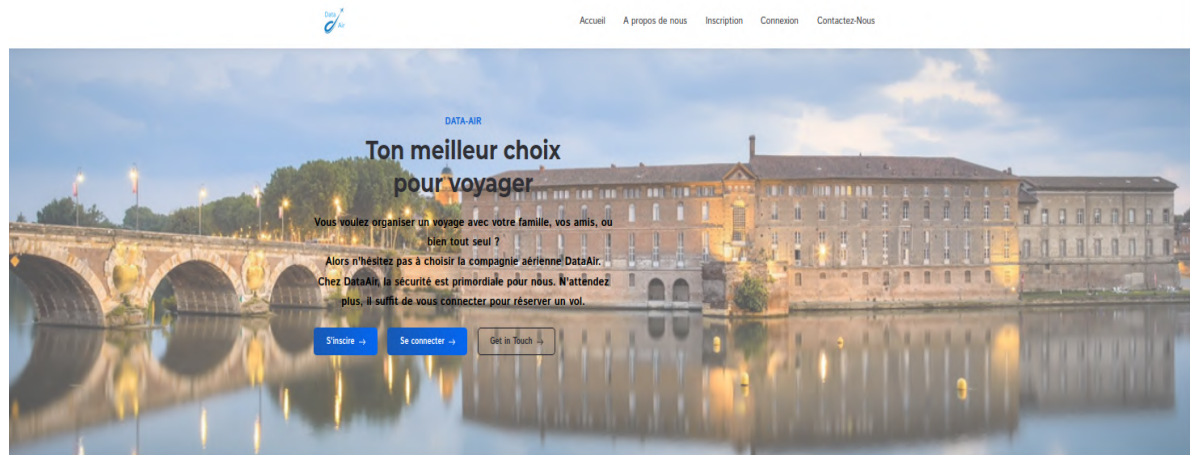 Data
Air
Accueil A propos de nous Inscription Connexion Contactez-Nous
DATA-AIR
Ton meilleur choix
pour voyager
Vous voulez organiser un voyage avec votre famille, vos amis, ou
bien tout seul ?
Alors n'hésitez pas à choisir la compagnie aérienne DataAir.
Chez DataAir, la sécurité est primordiale pour nous. N'attendez
plus, il suffit de vous connecter pour réserver un vol.
S'inscire → Se connecter → Get in Touch →